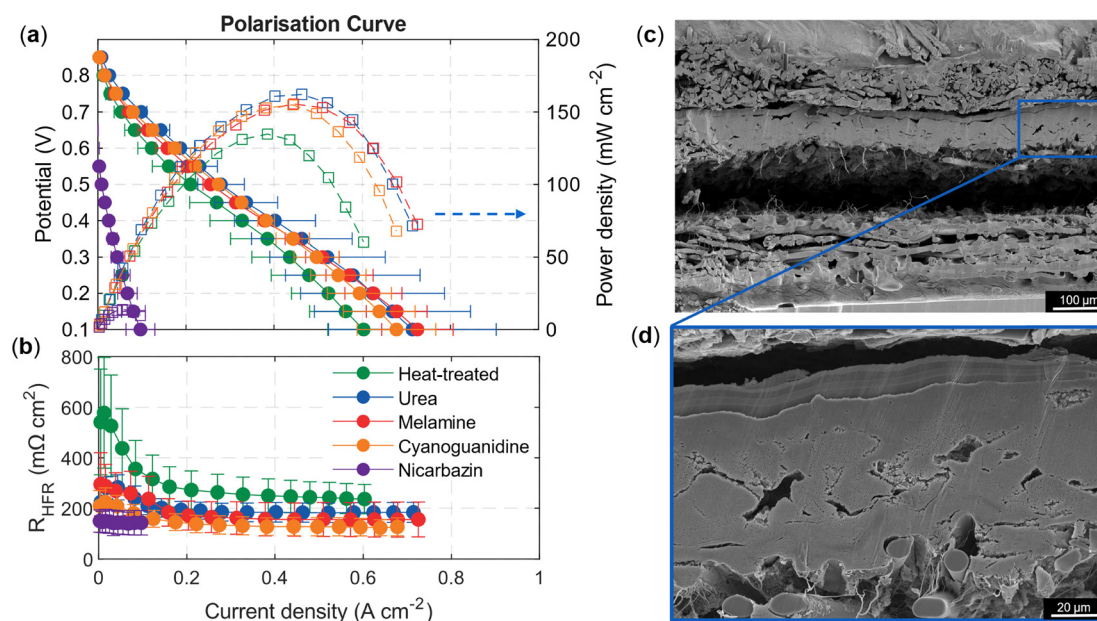 (a)
Polarisation Curve
200
0.8
0.7
150
0.6
0.5
100
0.4
0.3
50
0.2
0.1
0
Potential (V)
Power density (mW cm⁻²)
(b)
800
600
400
200
0
R_HFR (mΩ cm²)
Heat-treated
Urea
Melamine
Cyanoguanidine
Nicarbazin
0
0.2
0.4
0.6
0.8
1
Current density (A cm⁻²)
(c)
100 µm
(d)
20 µm